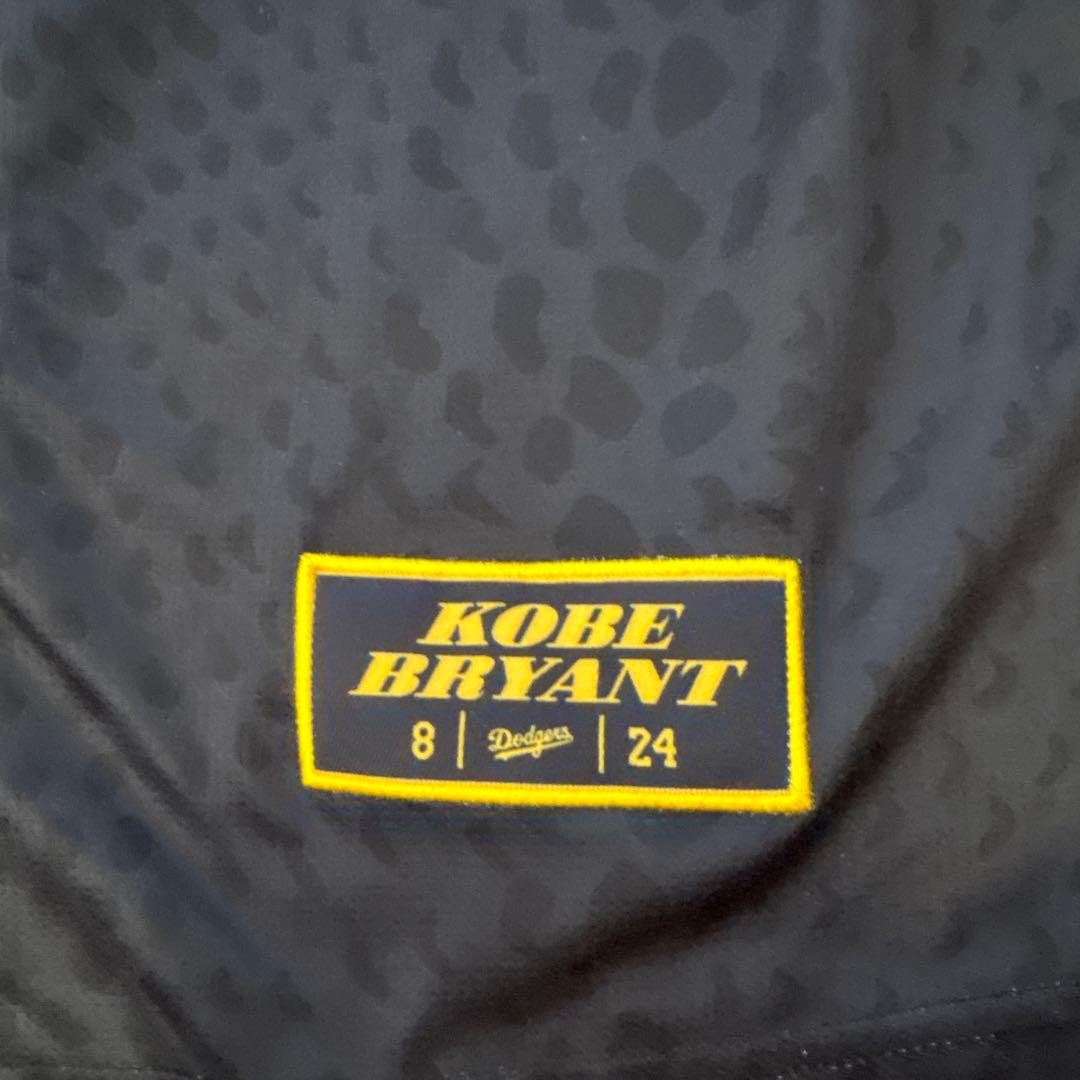 KOBE
BRYANT
8 | Dodgers | 24